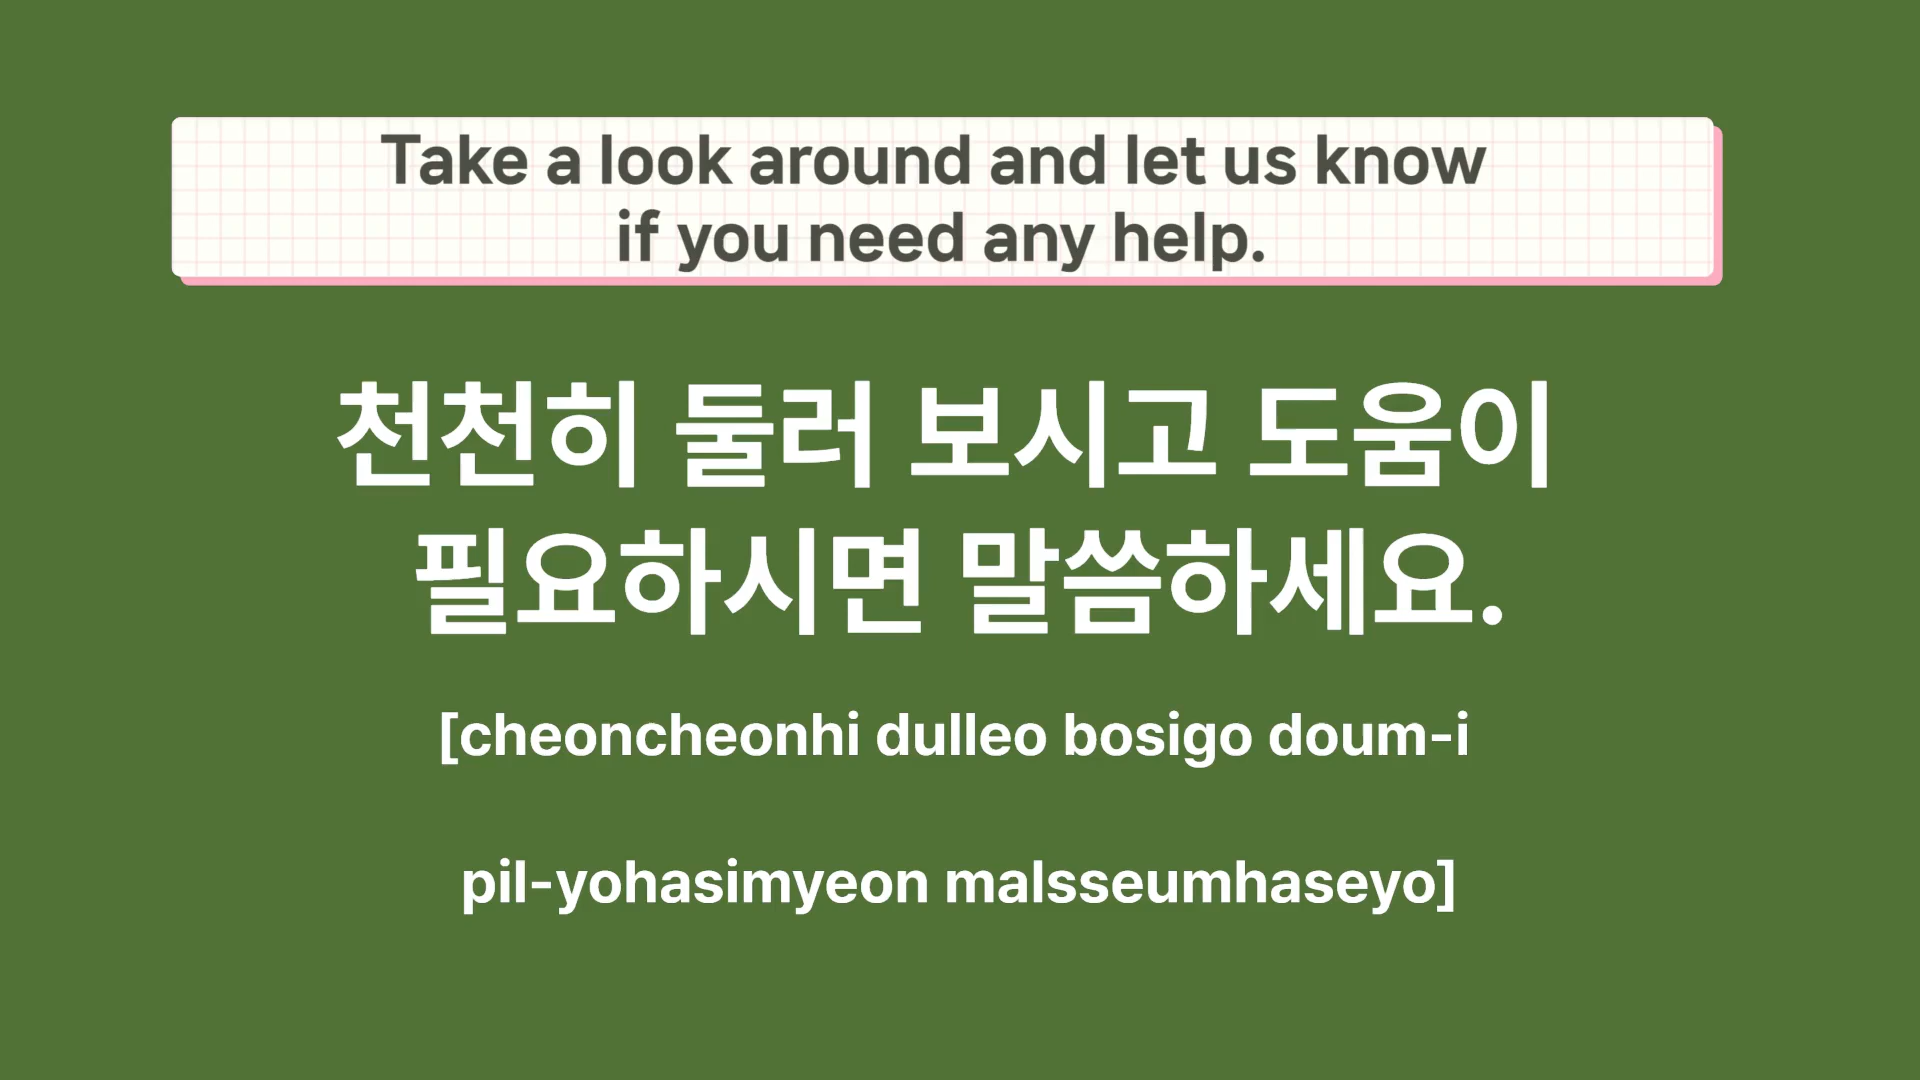 Take a look around and let us know
if you need any help.
천천히 둘러 보시고 도움이
필요하시면 말씀하세요.
[cheoncheonhi dulleo bosigo doum-i
pil-yohasimyeon malsseumhaseyo]